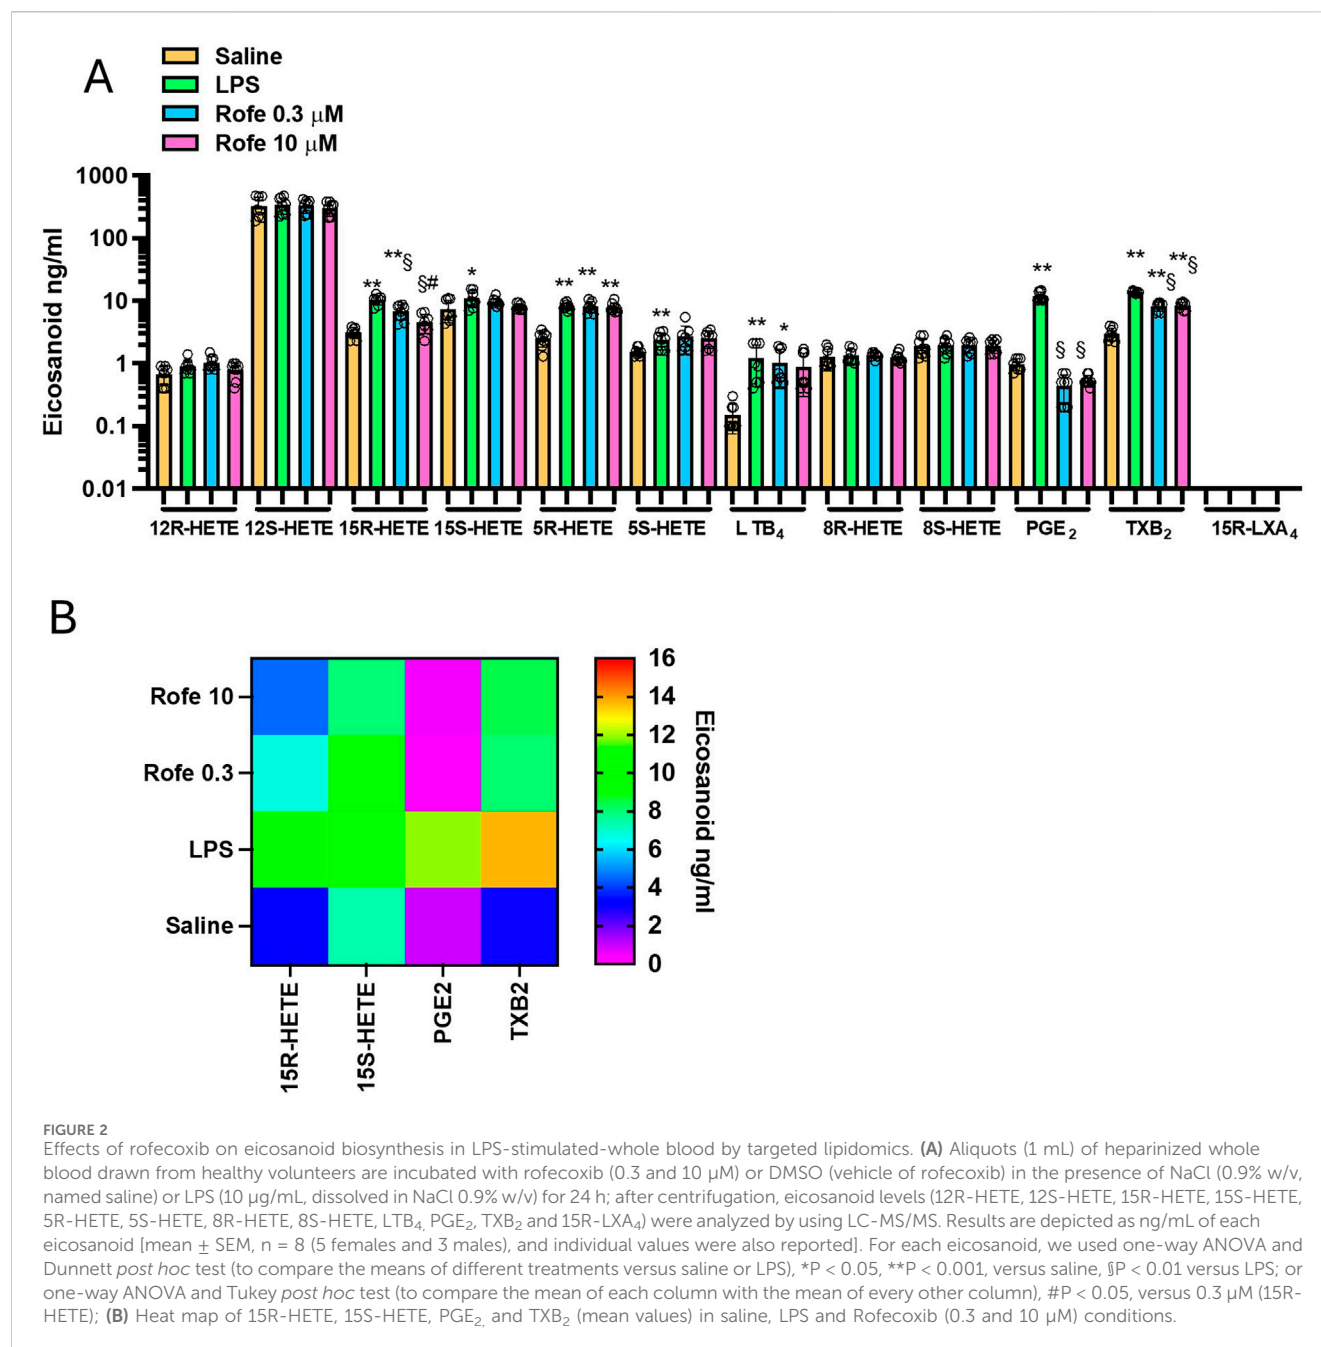 A
Saline
LPS
Rofe 0.3 μM
Rofe 10 μM
Eicosanoid ng/ml
1000
100
10
1
0.1
0.01
** **§ §# * ** ** ** ** ** * ** § § ** **§ **§
12R-HETE 12S-HETE 15R-HETE 15S-HETE 5R-HETE 5S-HETE L TB₄ 8R-HETE 8S-HETE PGE₂ TXB₂ 15R-LXA₄
B
Rofe 10
Rofe 0.3
LPS
Saline
15R-HETE
15S-HETE
PGE2
TXB2
16
14
12
10
8
6
4
2
0
Eicosanoid ng/ml
FIGURE 2
Effects of rofecoxib on eicosanoid biosynthesis in LPS-stimulated-whole blood by targeted lipidomics. (A) Aliquots (1 mL) of heparinized whole
blood drawn from healthy volunteers are incubated with rofecoxib (0.3 and 10 μM) or DMSO (vehicle of rofecoxib) in the presence of NaCl (0.9% w/v,
named saline) or LPS (10 μg/mL, dissolved in NaCl 0.9% w/v) for 24 h; after centrifugation, eicosanoid levels (12R-HETE, 12S-HETE, 15R-HETE, 15S-HETE,
5R-HETE, 5S-HETE, 8R-HETE, 8S-HETE, LTB₄, PGE₂, TXB₂ and 15R-LXA₄) were analyzed by using LC-MS/MS. Results are depicted as ng/mL of each
eicosanoid [mean ± SEM, n = 8 (5 females and 3 males), and individual values were also reported]. For each eicosanoid, we used one-way ANOVA and
Dunnett post hoc test (to compare the means of different treatments versus saline or LPS), *P < 0.05, **P < 0.001, versus saline, §P < 0.01 versus LPS; or
one-way ANOVA and Tukey post hoc test (to compare the mean of each column with the mean of every other column), #P < 0.05, versus 0.3 μM (15R-
HETE); (B) Heat map of 15R-HETE, 15S-HETE, PGE₂, and TXB₂ (mean values) in saline, LPS and Rofecoxib (0.3 and 10 μM) conditions.